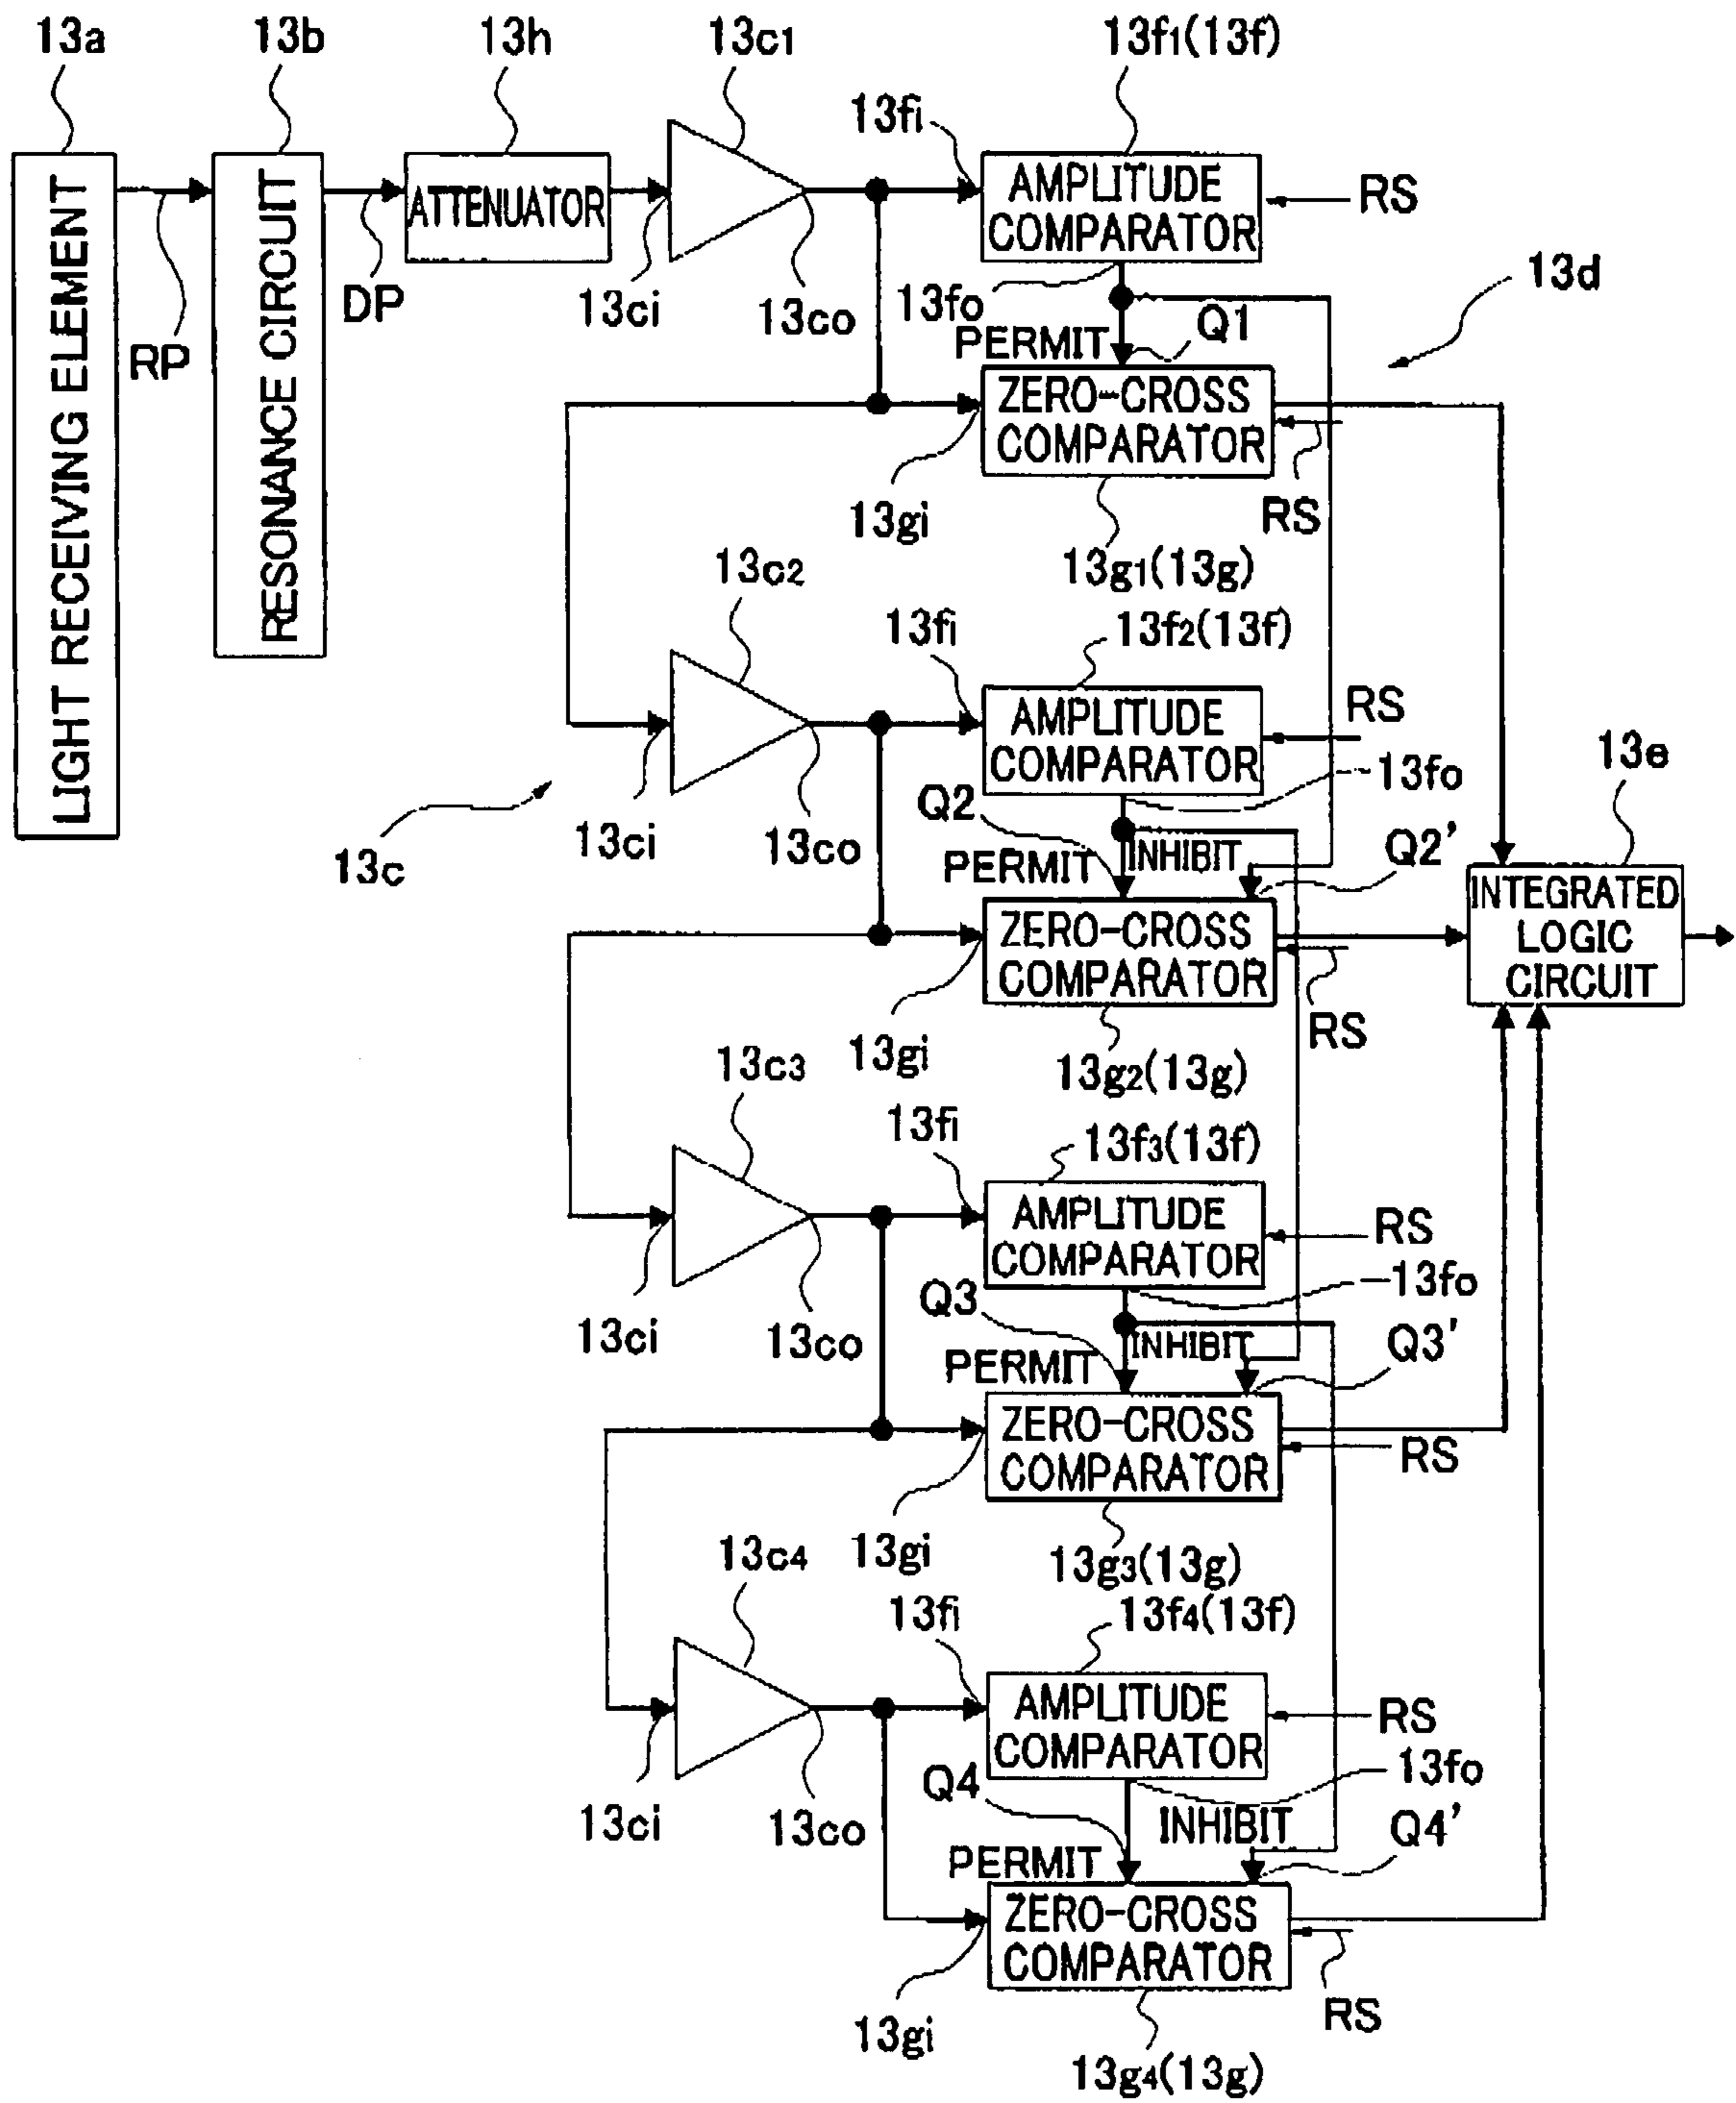 13a
13b
13h
13c1
13f1(13f)
13fi
LIGHT RECEIVING ELEMENT
RESONANCE CIRCUIT
ATTENUATOR
AMPLITUDE
COMPARATOR
RS
RP
DP
13ci
13co
13fo
13d
PERMIT
Q1
ZERO-CROSS
COMPARATOR
RS
13gi
13g1(13g)
13c2
13fi
13f2(13f)
AMPLITUDE
COMPARATOR
RS
13fo
13e
13c
13ci
13co
Q2
PERMIT
INHIBIT
Q2'
ZERO-CROSS
COMPARATOR
RS
INTEGRATED
LOGIC
CIRCUIT
13gi
13g2(13g)
13c3
13fi
13f3(13f)
AMPLITUDE
COMPARATOR
RS
13fo
13ci
13co
Q3
PERMIT
INHIBIT
Q3'
ZERO-CROSS
COMPARATOR
RS
13gi
13g3(13g)
13c4
13fi
13f4(13f)
AMPLITUDE
COMPARATOR
RS
13fo
13ci
13co
Q4
PERMIT
INHIBIT
Q4'
ZERO-CROSS
COMPARATOR
RS
13gi
13g4(13g)